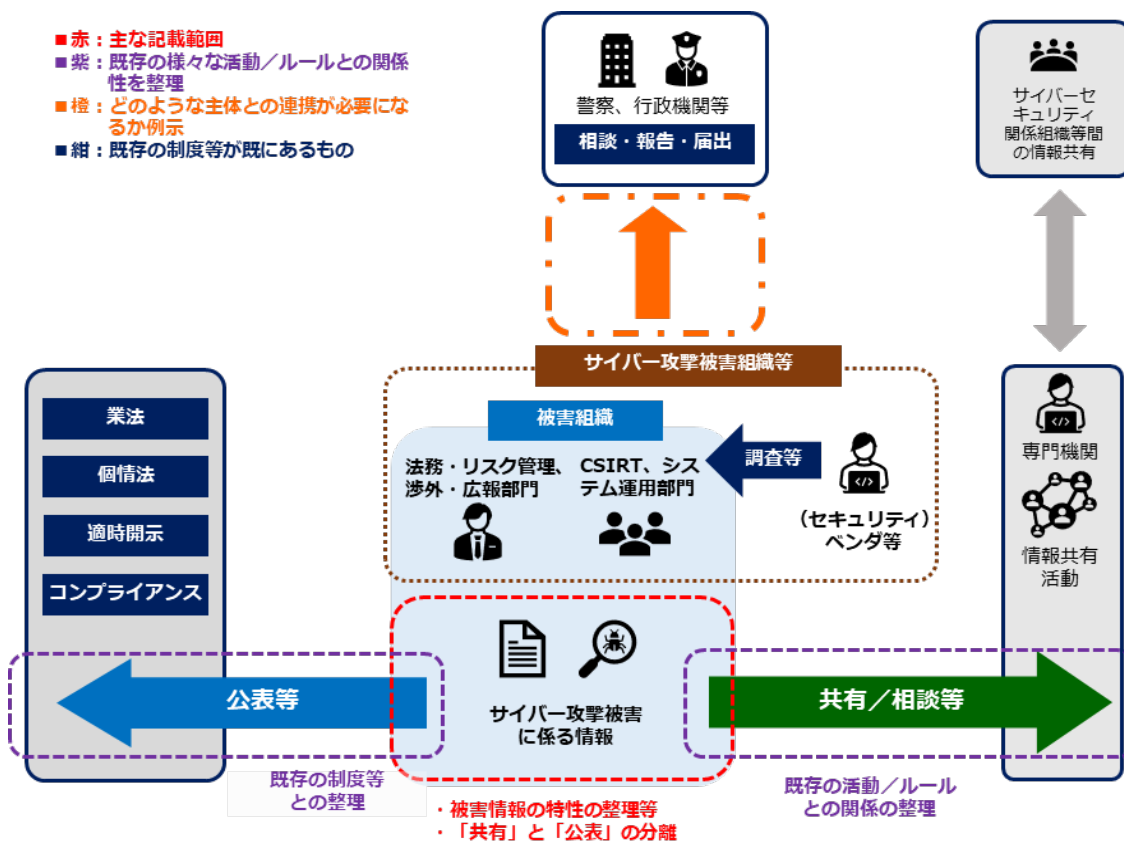 ■赤：主な記載範囲
■紫：既存の様々な活動／ルールとの関係
性を整理
■橙：どのような主体との連携が必要にな
るか例示
■紺：既存の制度等が既にあるもの
警察、行政機関等
相談・報告・届出
サイバーセ
キュリティ
関係組織等間
の情報共有
サイバー攻撃被害組織等
被害組織
法務・リスク管理、
渉外・広報部門
CSIRT、シス
テム運用部門
調査等
（セキュリティ）
ベンダ等
業法
個情法
適時開示
コンプライアンス
専門機関
情報共有
活動
公表等
サイバー攻撃被害
に係る情報
共有／相談等
既存の制度等
との整理
・被害情報の特性の整理等
・「共有」と「公表」の分離
既存の活動／ルール
との関係の整理